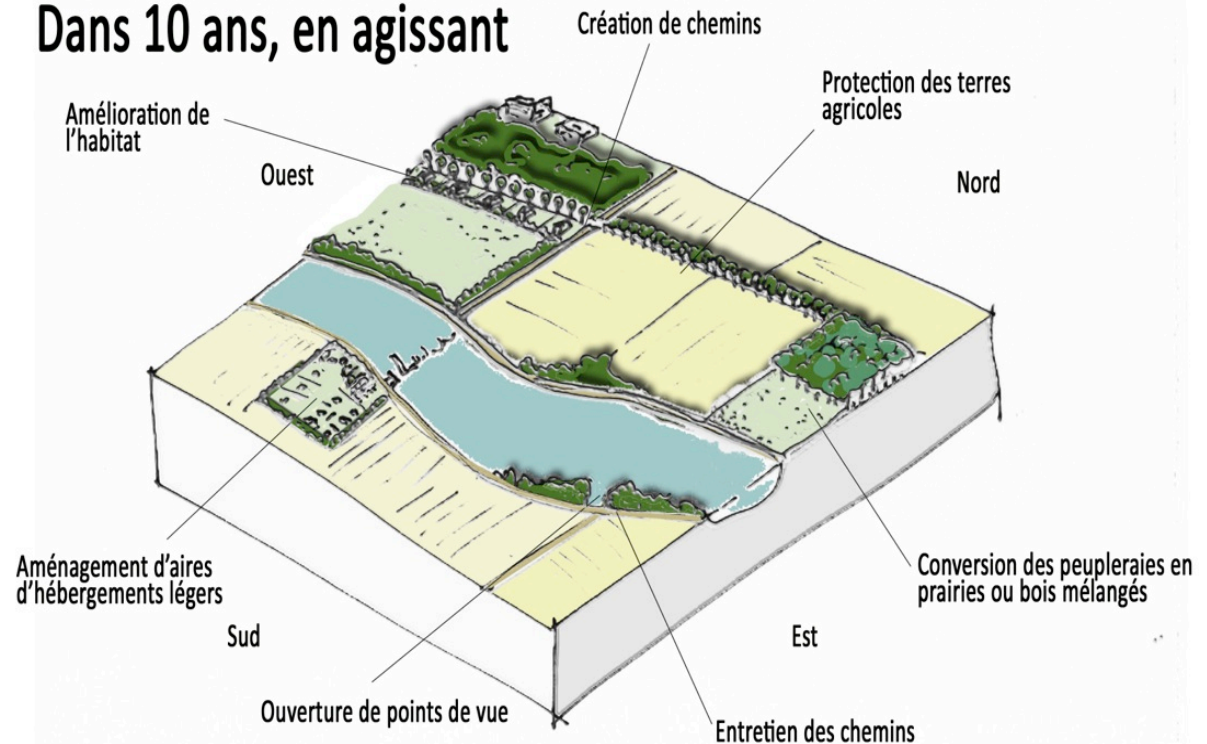 Dans 10 ans, en agissant
Création de chemins
Protection des terres
agricoles
Amélioration de
l'habitat
Ouest
Nord
Aménagement d'aires
d'hébergements légers
Conversion des peupleraies en
prairies ou bois mélangés
Sud
Est
Ouverture de points de vue
Entretien des chemins